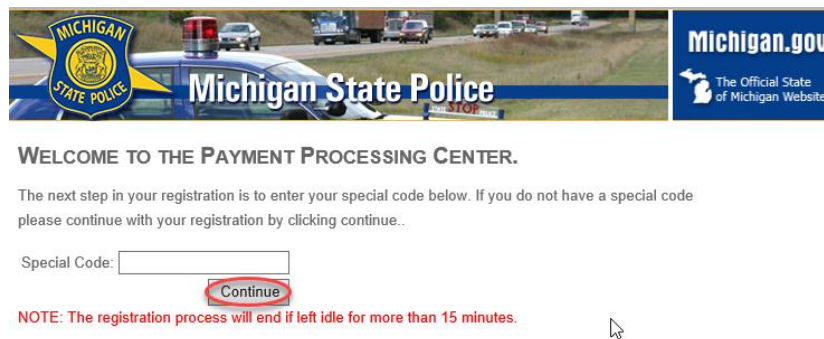 MICHIGAN
STATE POLICE
Michigan State Police
STOP
Michigan.gov
The Official State
of Michigan Website
WELCOME TO THE PAYMENT PROCESSING CENTER.
The next step in your registration is to enter your special code below. If you do not have a special code
please continue with your registration by clicking continue..
Special Code:
Continue
NOTE: The registration process will end if left idle for more than 15 minutes.